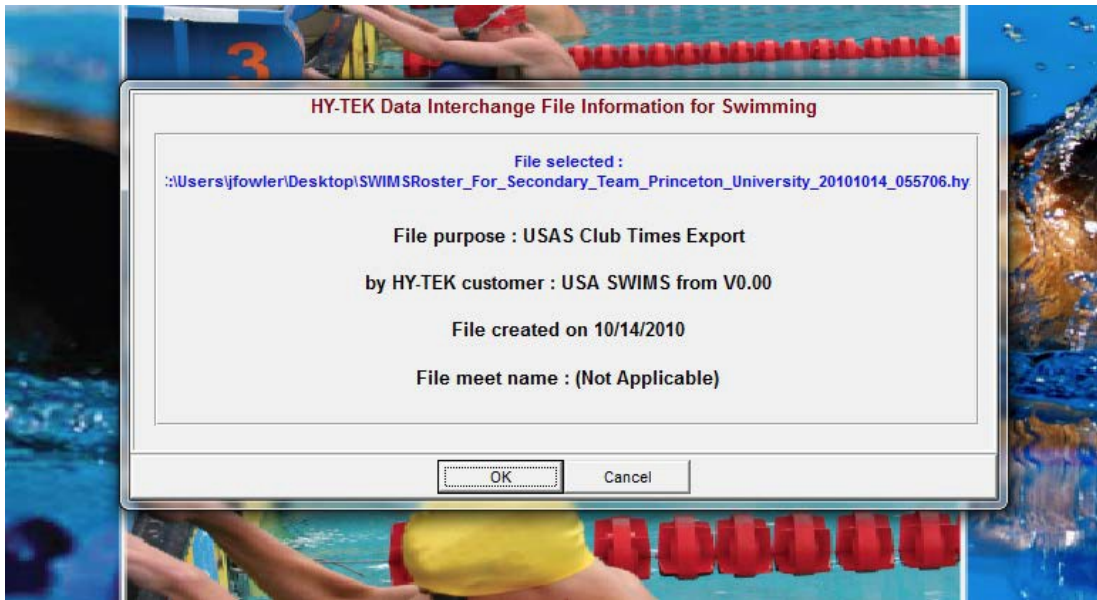 3
HY-TEK Data Interchange File Information for Swimming
File selected :
:\Users\jfowler\Desktop\SWIMSRoster_For_Secondary_Team_Princeton_University_20101014_055706.hy
File purpose : USAS Club Times Export
by HY-TEK customer : USA SWIMS from V0.00
File created on 10/14/2010
File meet name : (Not Applicable)
OK Cancel